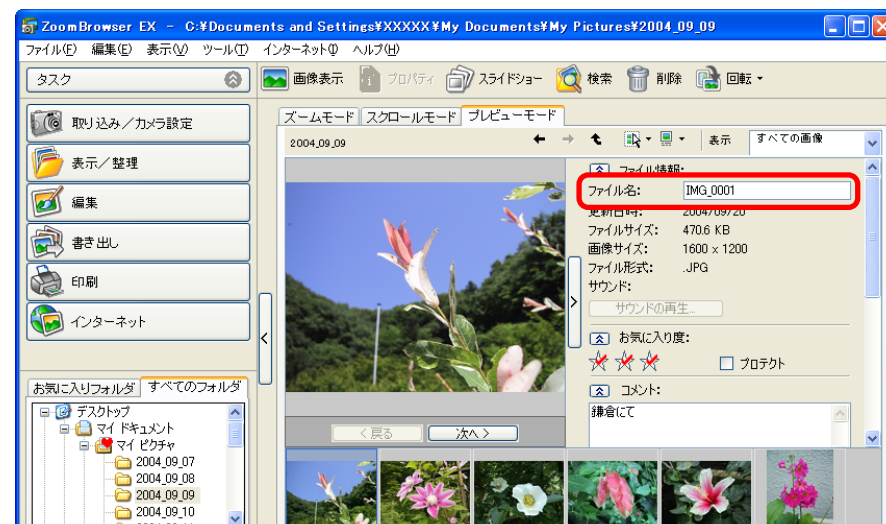 ZoomBrowser EX - C:¥Documents and Settings¥XXXXX¥My Documents¥My Pictures¥2004_09_09
ファイル(F) 編集(E) 表示(V) ツール(T) インターネット(I) ヘルプ(H)
タスク
画像表示 プロパティ スライドショー 検索 削除 回転
取り込み/カメラ設定
表示/整理
編集
書き出し
印刷
インターネット
お気に入りフォルダ すべてのフォルダ
デスクトップ
マイ ドキュメント
マイ ピクチャ
2004_09_07
2004_09_08
2004_09_09
2004_09_10
ズームモード スクロールモード プレビューモード
2004_09_09 表示 すべての画像
< 戻る 次へ >
ファイル情報:
ファイル名: IMG_0001
更新日時: 2004/09/20
ファイルサイズ: 470.6 KB
画像サイズ: 1600 x 1200
ファイル形式: .JPG
サウンド:
サウンドの再生...
お気に入り度:
プロテクト
コメント:
鎌倉にて